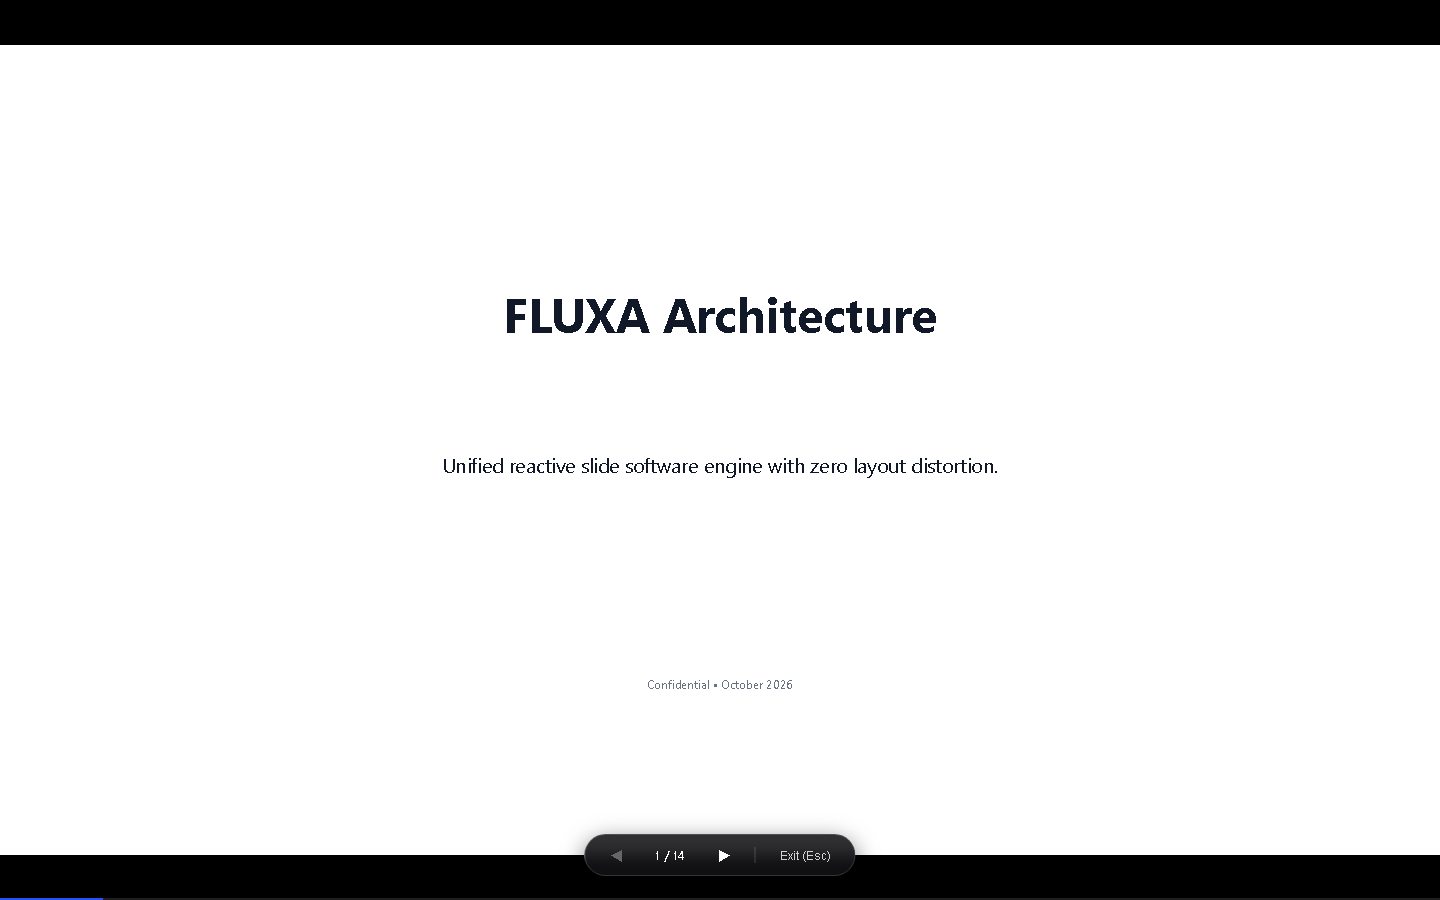 FLUXA Architecture
Unified reactive slide software engine with zero layout distortion.
Confidential • October 2026
◀ 1 / 14 ▶ | Exit (Esc)